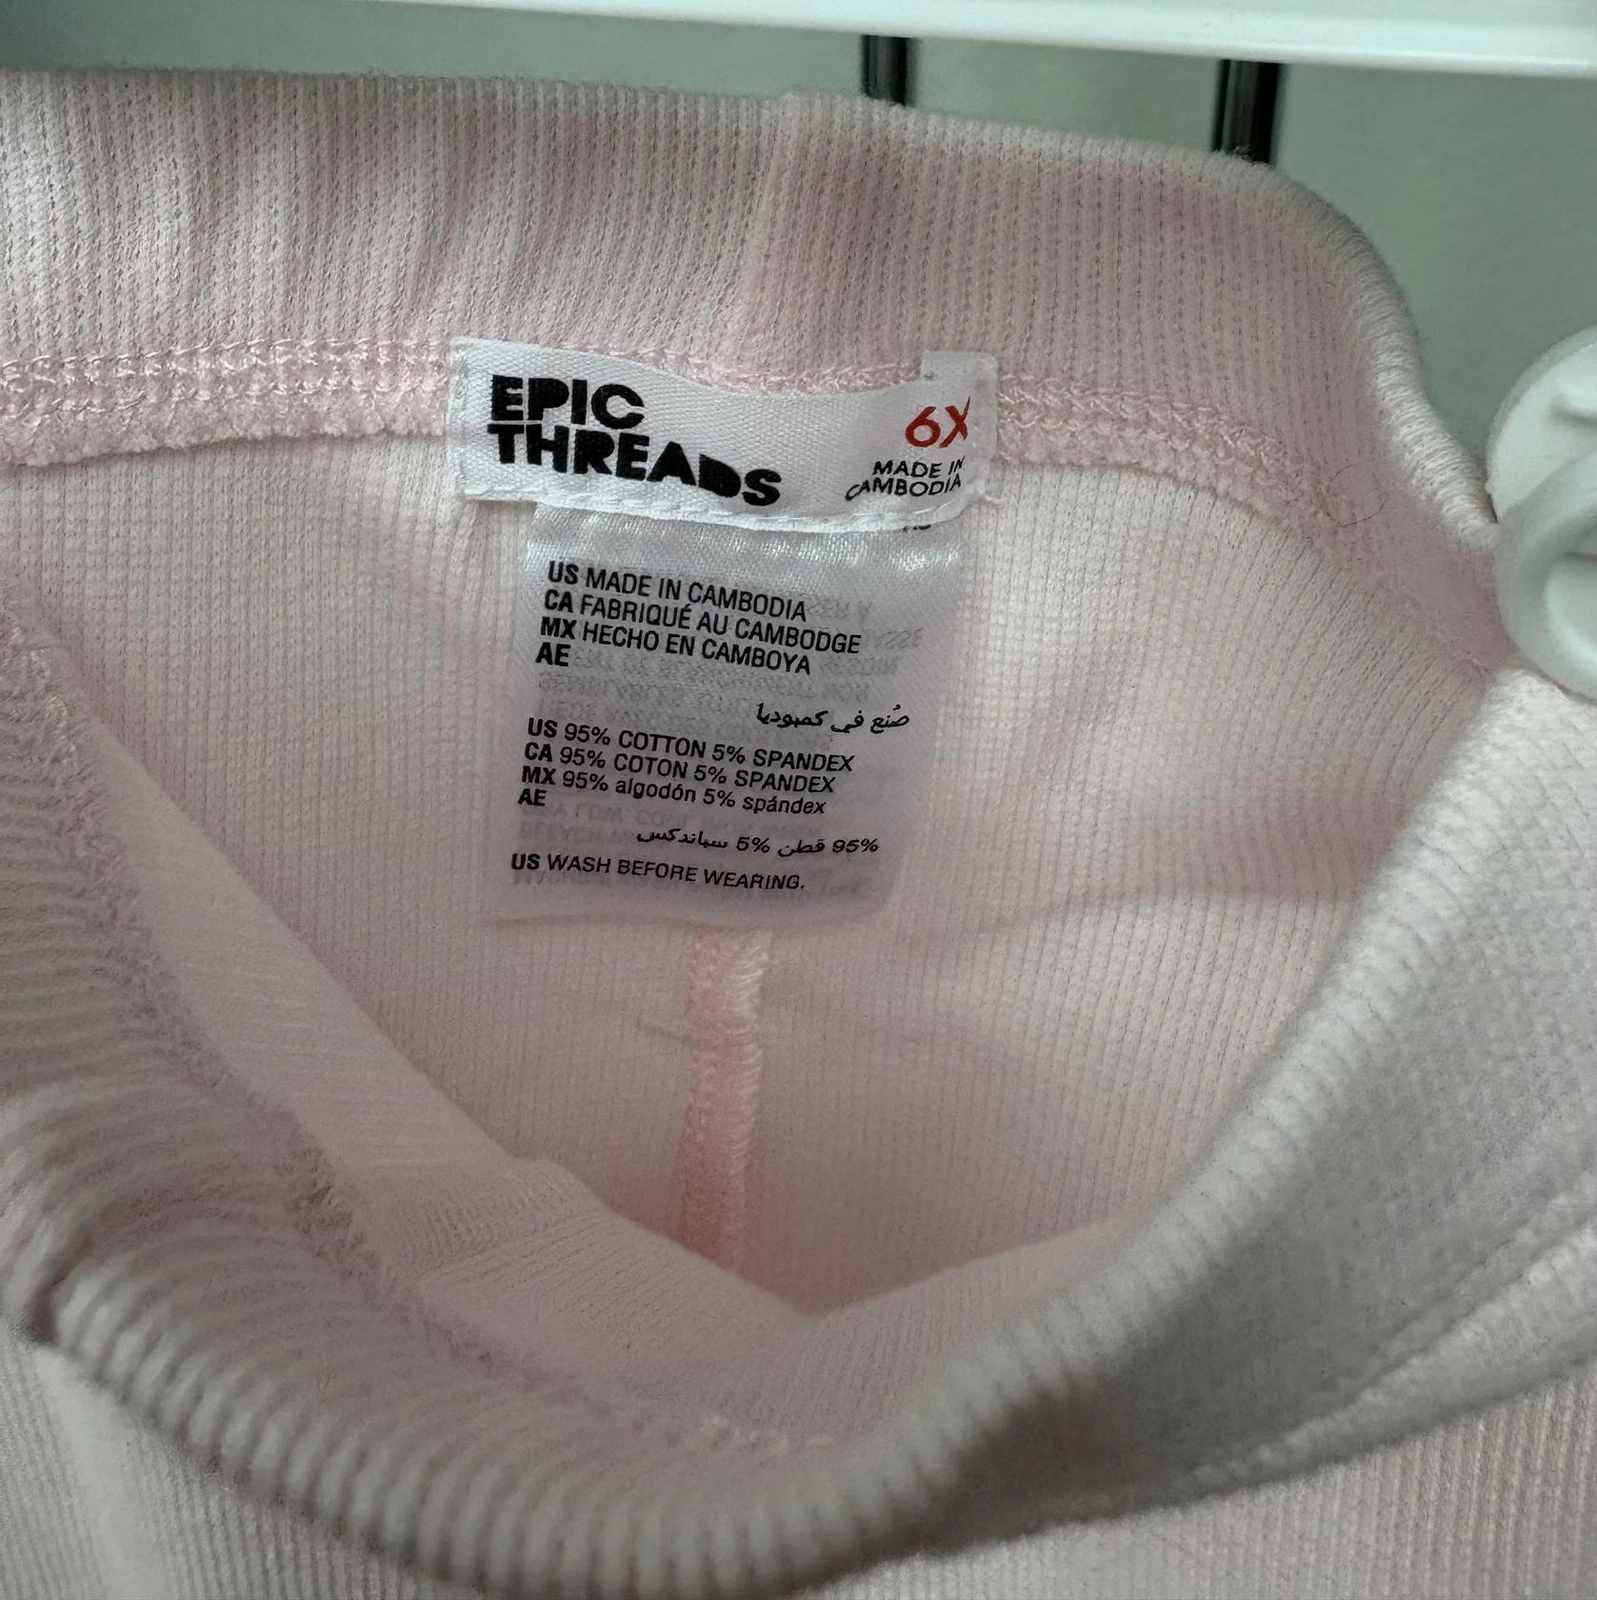 EPIC
THREADS
6X
MADE IN
CAMBODIA
US MADE IN CAMBODIA
CA FABRIQUÉ AU CAMBODGE
MX HECHO EN CAMBOYA
AE
صُنع في كمبوديا
US 95% COTTON 5% SPANDEX
CA 95% COTON 5% SPANDEX
MX 95% algodón 5% spándex
AE
95% قطن 5% سباندكس
US WASH BEFORE WEARING.